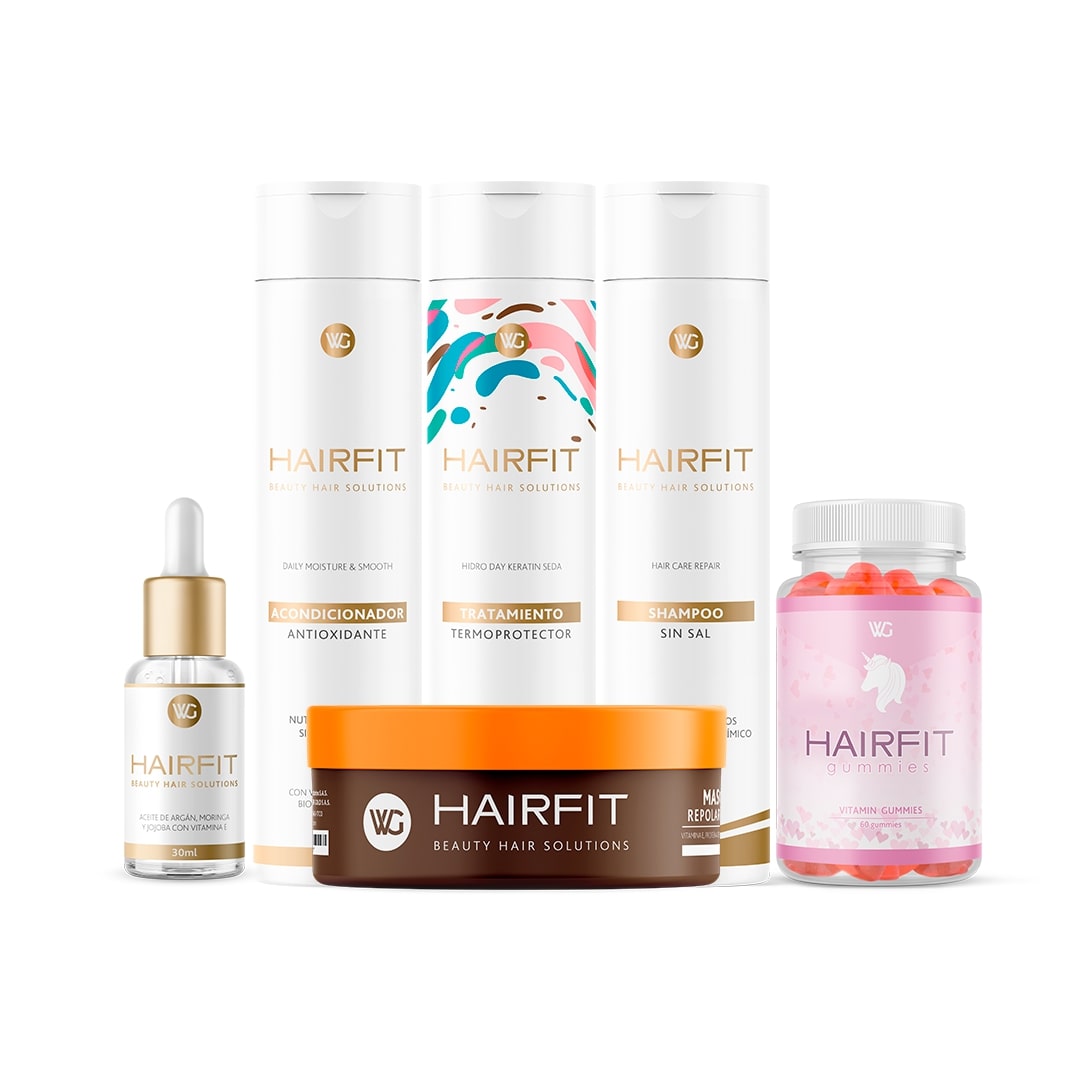 WG
HAIRFIT
BEAUTY HAIR SOLUTIONS
DAILY MOISTURE & SMOOTH
ACONDICIONADOR
ANTIOXIDANTE
WG
HAIRFIT
BEAUTY HAIR SOLUTIONS
HIDRO DAY KERATIN SEDA
TRATAMIENTO
TERMOPROTECTOR
WG
HAIRFIT
BEAUTY HAIR SOLUTIONS
HAIR CARE REPAIR
SHAMPOO
SIN SAL
WG
HAIRFIT
BEAUTY HAIR SOLUTIONS
ACEITE DE ARGÁN, MORINGA
Y JOJOBA CON VITAMINA E
30ml
WG
HAIRFIT
BEAUTY HAIR SOLUTIONS
WG
HAIRFIT
gummies
VITAMIN GUMMIES
60 gummies